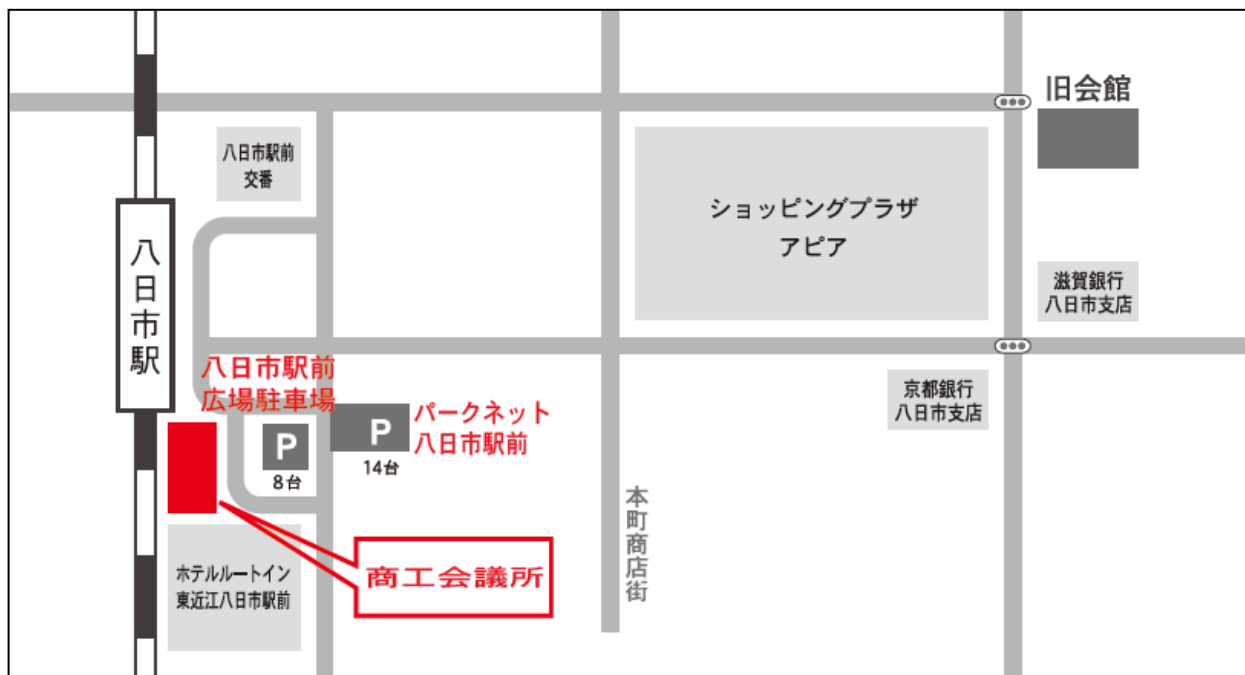 旧会館
八日市駅前
交番
ショッピングプラザ
アピア
八日市駅
滋賀銀行
八日市支店
八日市駅前
広場駐車場
京都銀行
八日市支店
パークネット
八日市駅前
P
8台
P
14台
本町商店街
商工会議所
ホテルルートイン
東近江八日市駅前